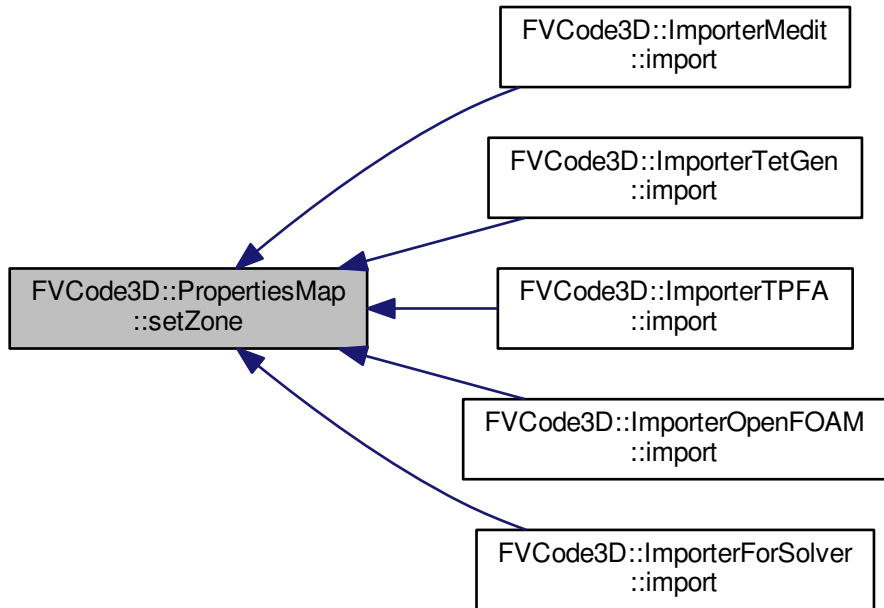 FVCode3D::ImporterMedit
::import
FVCode3D::ImporterTetGen
::import
FVCode3D::PropertiesMap
::setZone
FVCode3D::ImporterTPFA
::import
FVCode3D::ImporterOpenFOAM
::import
FVCode3D::ImporterForSolver
::import